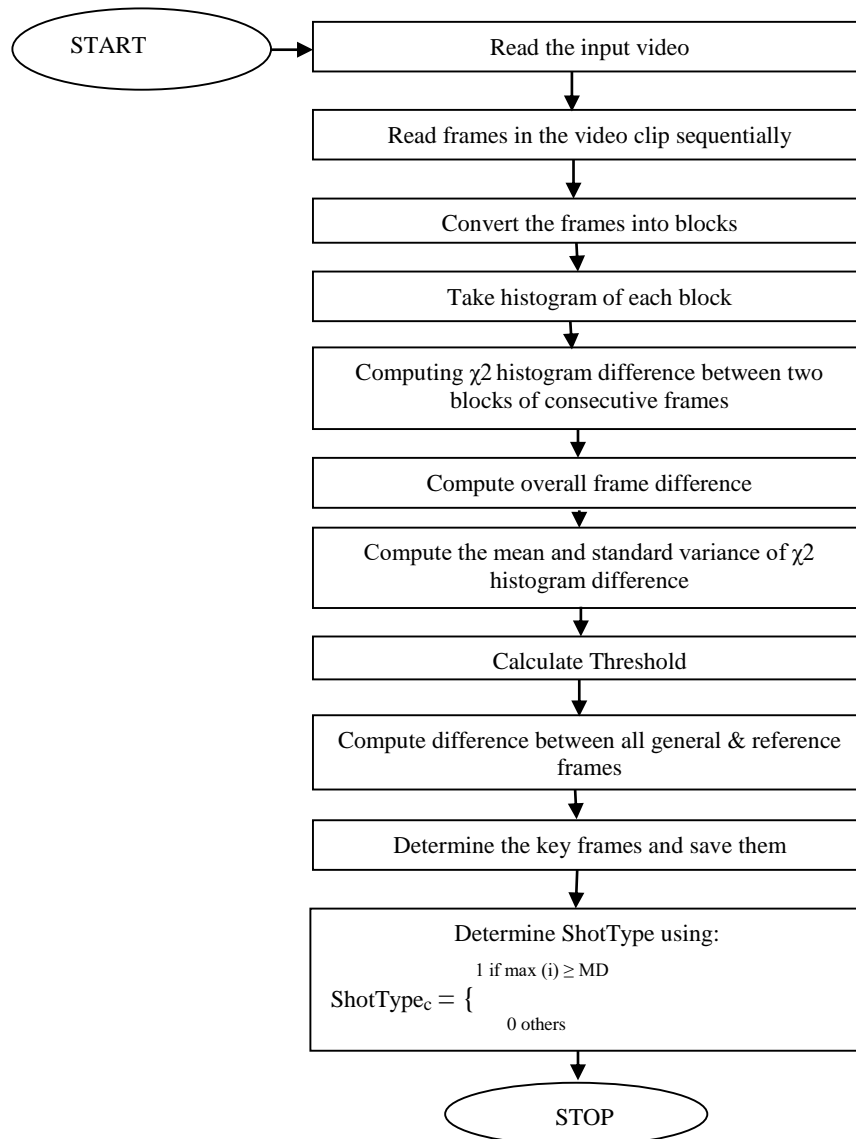 START
Read the input video
Read frames in the video clip sequentially
Convert the frames into blocks
Take histogram of each block
Computing χ2 histogram difference between two
blocks of consecutive frames
Compute overall frame difference
Compute the mean and standard variance of χ2
histogram difference
Calculate Threshold
Compute difference between all general & reference
frames
Determine the key frames and save them
Determine ShotType using:
1 if max (i) ≥ MD
ShotTypec = {
0 others
STOP